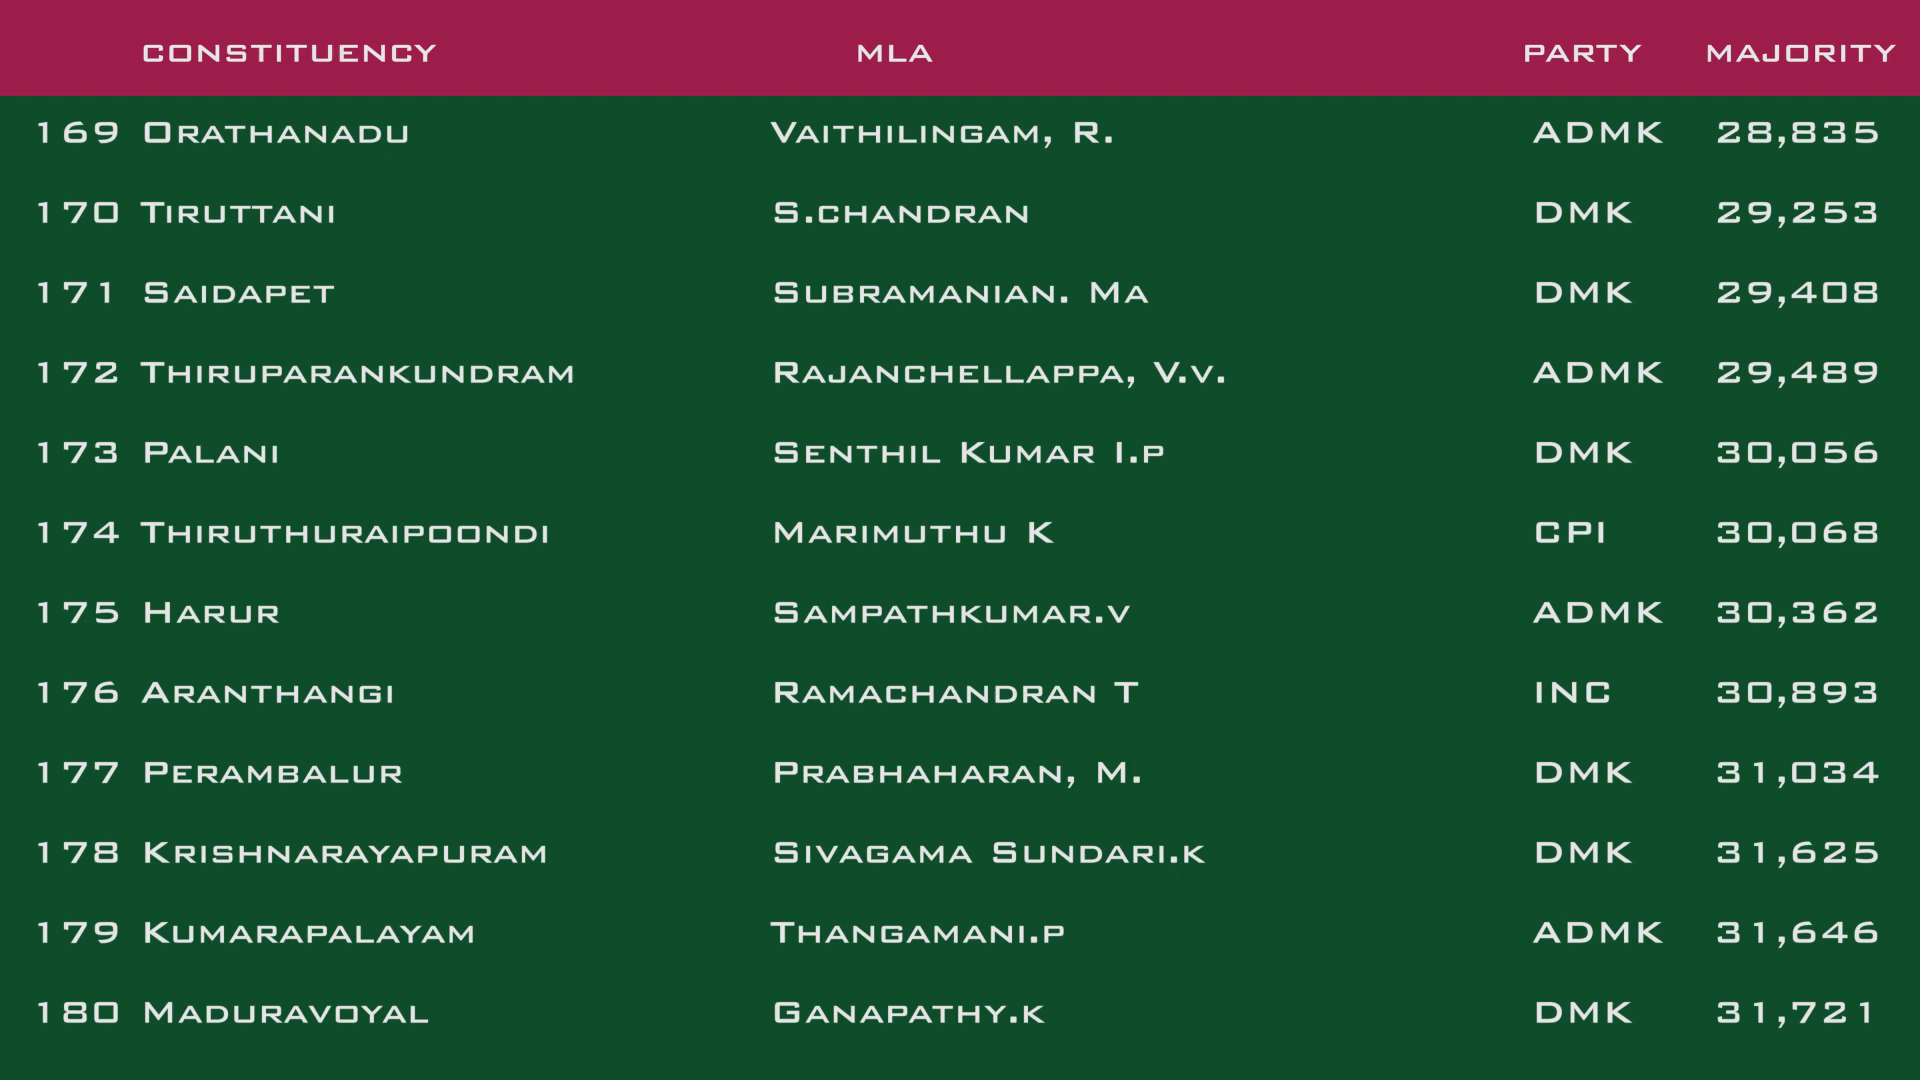 CONSTITUENCY MLA PARTY MAJORITY
169 Orathanadu Vaithilingam, R. ADMK 28,835
170 Tiruttani S.chandran DMK 29,253
171 Saidapet Subramanian. Ma DMK 29,408
172 Thiruparankundram Rajanchellappa, V.v. ADMK 29,489
173 Palani Senthil Kumar I.p DMK 30,056
174 Thiruthuraipoondi Marimuthu K CPI 30,068
175 Harur Sampathkumar.v ADMK 30,362
176 Aranthangi Ramachandran T INC 30,893
177 Perambalur Prabhaharan, M. DMK 31,034
178 Krishnarayapuram Sivagama Sundari.k DMK 31,625
179 Kumarapalayam Thangamani.p ADMK 31,646
180 Maduravoyal Ganapathy.k DMK 31,721